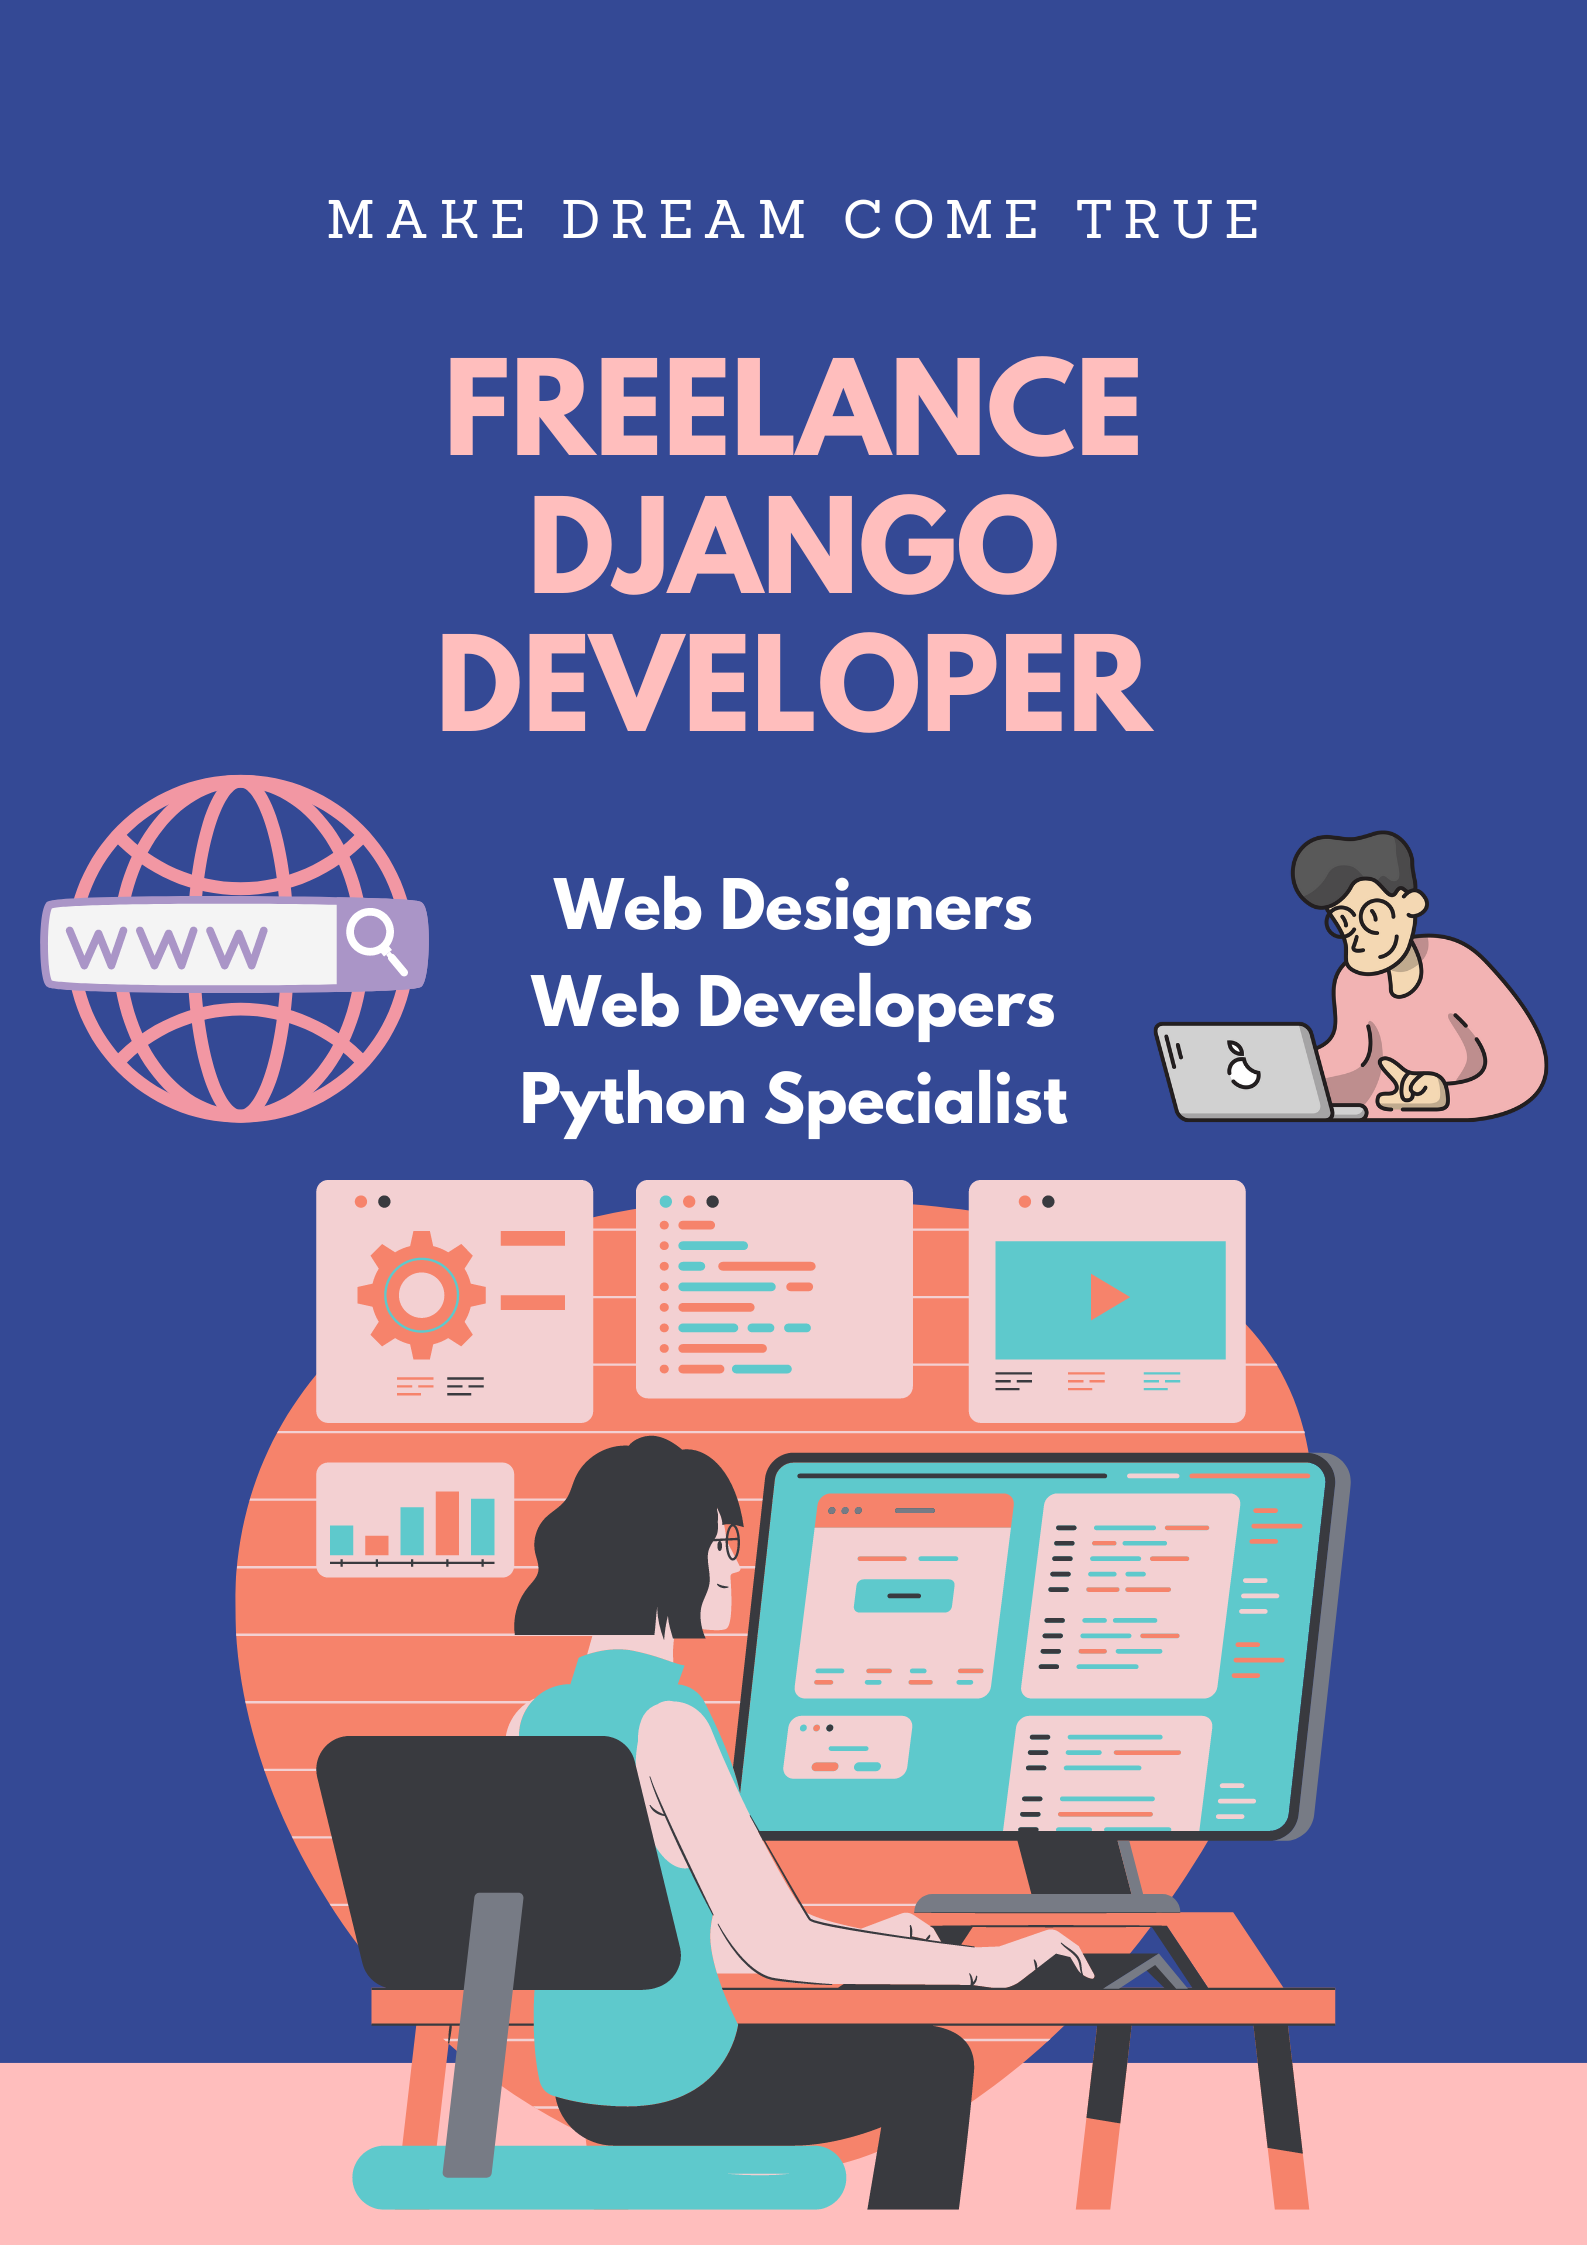 MAKE DREAM COME TRUE
FREELANCE
DJANGO
DEVELOPER
WWW
Web Designers
Web Developers
Python Specialist